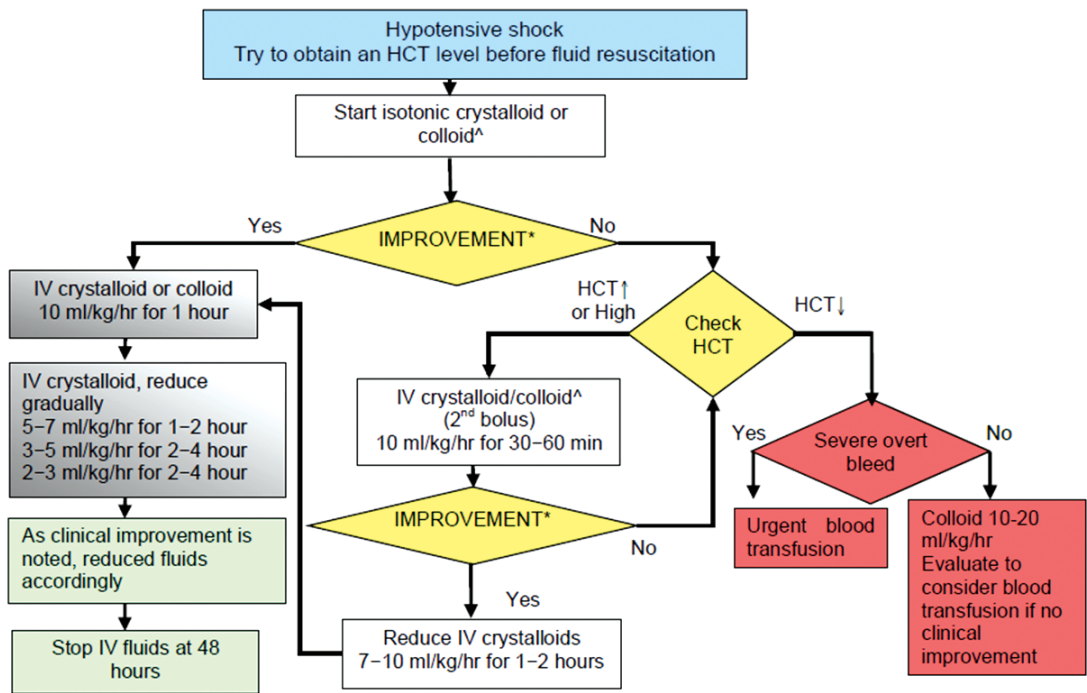 Hypotensive shock
Try to obtain an HCT level before fluid resuscitation
Start isotonic crystalloid or
colloid^
Yes
IMPROVEMENT*
No
IV crystalloid or colloid
10 ml/kg/hr for 1 hour
HCT↑
or High
Check
HCT
HCT↓
IV crystalloid, reduce
gradually
5−7 ml/kg/hr for 1−2 hour
3−5 ml/kg/hr for 2−4 hour
2−3 ml/kg/hr for 2−4 hour
IV crystalloid/colloid^
(2nd bolus)
10 ml/kg/hr for 30−60 min
Yes
Severe overt
bleed
No
IMPROVEMENT*
No
Urgent blood
transfusion
Colloid 10-20
ml/kg/hr
Evaluate to
consider blood
transfusion if no
clinical
improvement
As clinical improvement is
noted, reduced fluids
accordingly
Yes
Stop IV fluids at 48
hours
Reduce IV crystalloids
7−10 ml/kg/hr for 1−2 hours